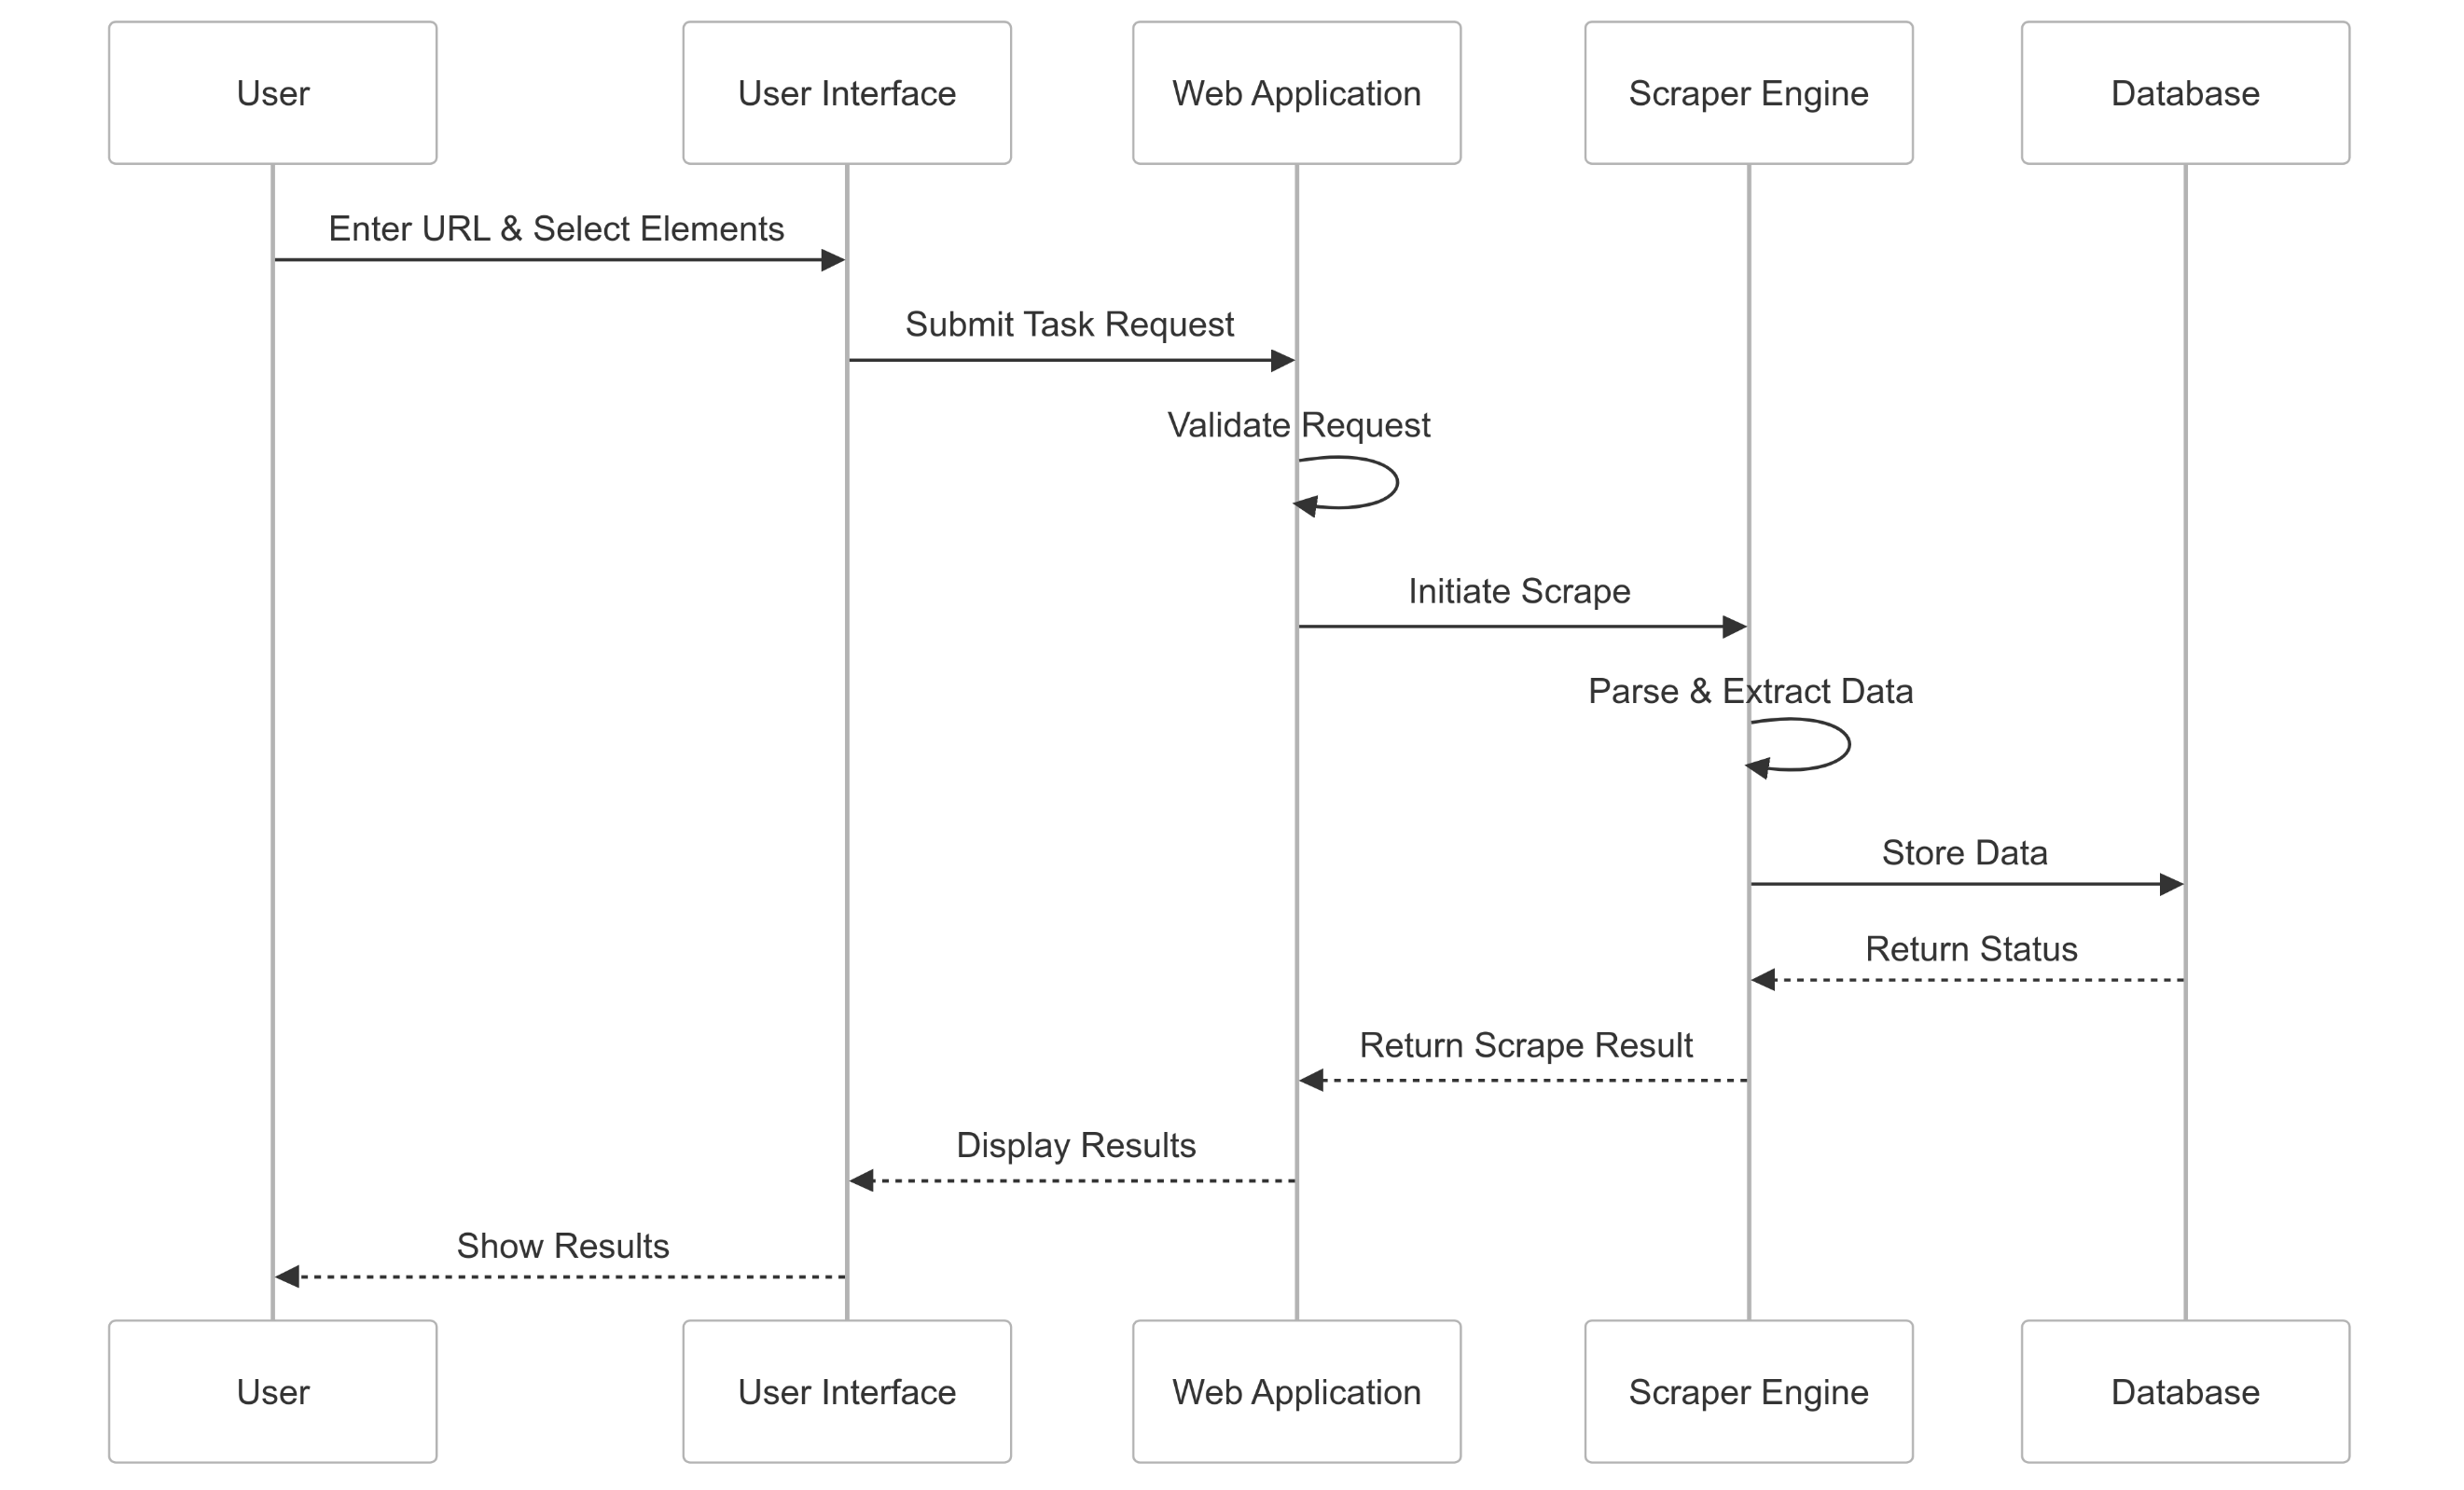 User
User Interface
Web Application
Scraper Engine
Database
Enter URL & Select Elements
Submit Task Request
Validate Request
Initiate Scrape
Parse & Extract Data
Store Data
Return Status
Return Scrape Result
Display Results
Show Results
User
User Interface
Web Application
Scraper Engine
Database